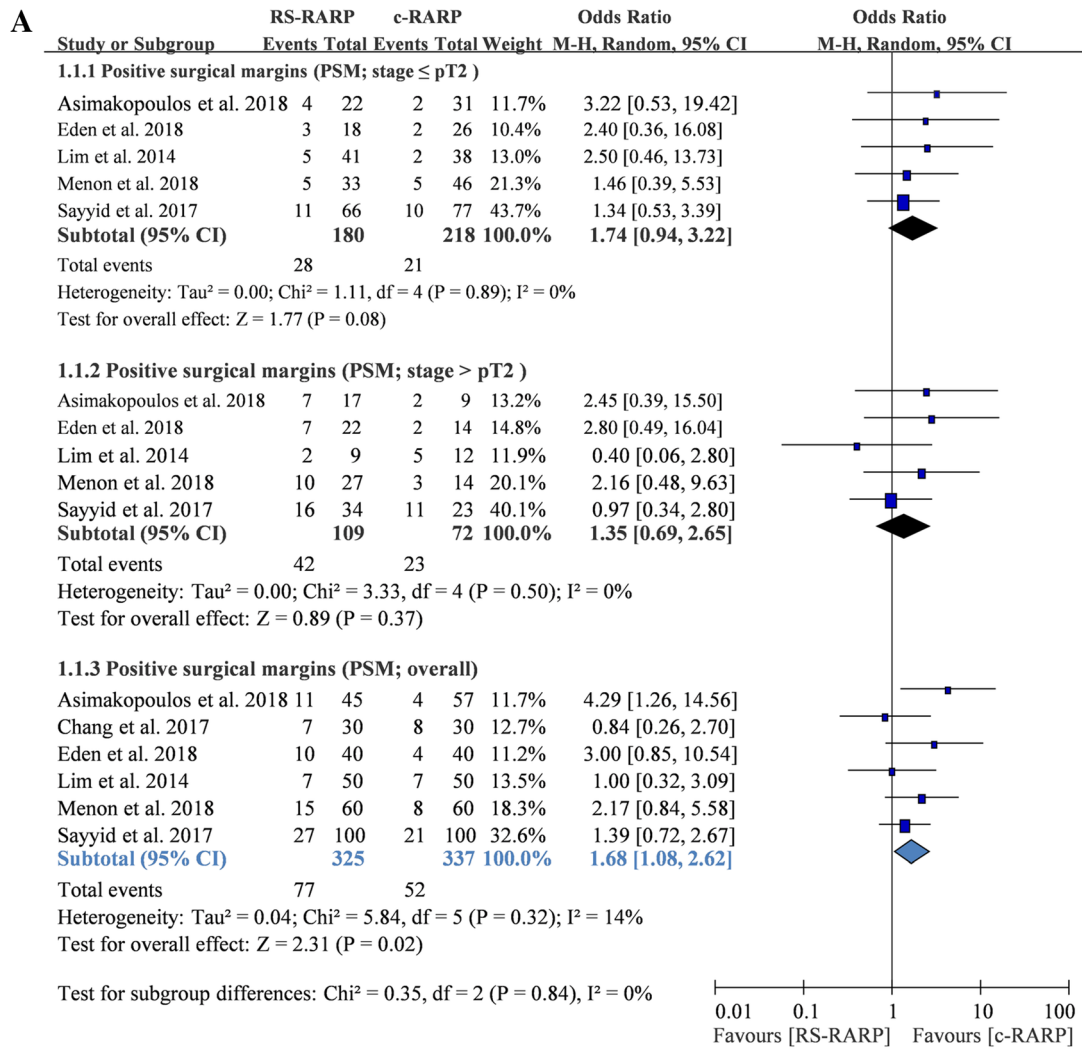 A
RS-RARP c-RARP Odds Ratio Odds Ratio
Study or Subgroup Events Total Events Total Weight M-H, Random, 95% CI M-H, Random, 95% CI
1.1.1 Positive surgical margins (PSM; stage ≤ pT2 )
Asimakopoulos et al. 2018 4 22 2 31 11.7% 3.22 [0.53, 19.42]
Eden et al. 2018 3 18 2 26 10.4% 2.40 [0.36, 16.08]
Lim et al. 2014 5 41 2 38 13.0% 2.50 [0.46, 13.73]
Menon et al. 2018 5 33 5 46 21.3% 1.46 [0.39, 5.53]
Sayyid et al. 2017 11 66 10 77 43.7% 1.34 [0.53, 3.39]
Subtotal (95% CI) 180 218 100.0% 1.74 [0.94, 3.22]
Total events 28 21
Heterogeneity: Tau² = 0.00; Chi² = 1.11, df = 4 (P = 0.89); I² = 0%
Test for overall effect: Z = 1.77 (P = 0.08)
1.1.2 Positive surgical margins (PSM; stage > pT2 )
Asimakopoulos et al. 2018 7 17 2 9 13.2% 2.45 [0.39, 15.50]
Eden et al. 2018 7 22 2 14 14.8% 2.80 [0.49, 16.04]
Lim et al. 2014 2 9 5 12 11.9% 0.40 [0.06, 2.80]
Menon et al. 2018 10 27 3 14 20.1% 2.16 [0.48, 9.63]
Sayyid et al. 2017 16 34 11 23 40.1% 0.97 [0.34, 2.80]
Subtotal (95% CI) 109 72 100.0% 1.35 [0.69, 2.65]
Total events 42 23
Heterogeneity: Tau² = 0.00; Chi² = 3.33, df = 4 (P = 0.50); I² = 0%
Test for overall effect: Z = 0.89 (P = 0.37)
1.1.3 Positive surgical margins (PSM; overall)
Asimakopoulos et al. 2018 11 45 4 57 11.7% 4.29 [1.26, 14.56]
Chang et al. 2017 7 30 8 30 12.7% 0.84 [0.26, 2.70]
Eden et al. 2018 10 40 4 40 11.2% 3.00 [0.85, 10.54]
Lim et al. 2014 7 50 7 50 13.5% 1.00 [0.32, 3.09]
Menon et al. 2018 15 60 8 60 18.3% 2.17 [0.84, 5.58]
Sayyid et al. 2017 27 100 21 100 32.6% 1.39 [0.72, 2.67]
Subtotal (95% CI) 325 337 100.0% 1.68 [1.08, 2.62]
Total events 77 52
Heterogeneity: Tau² = 0.04; Chi² = 5.84, df = 5 (P = 0.32); I² = 14%
Test for overall effect: Z = 2.31 (P = 0.02)
Test for subgroup differences: Chi² = 0.35, df = 2 (P = 0.84), I² = 0%
0.01 0.1 1 10 100
Favours [RS-RARP] Favours [c-RARP]